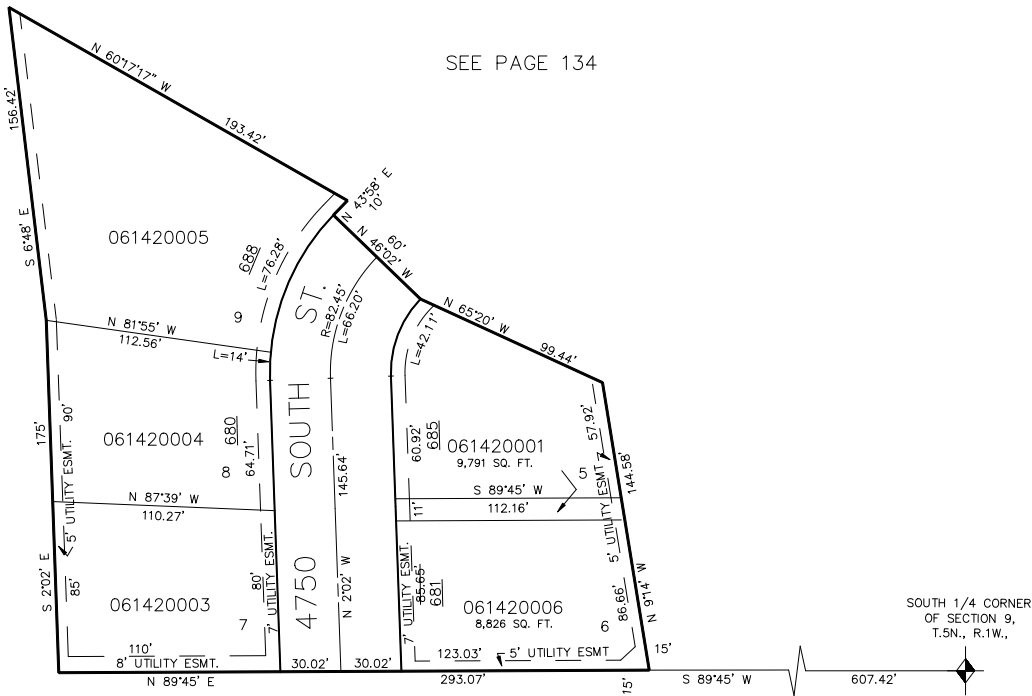 SEE PAGE 134
N 60°17'17" W
193.42'
156.42'
S 6°48' E
N 43°58' E
10'
60'
N 46°02' W
061420005
688
L=76.28'
9
ST.
R=82.45'
L=66.20'
N 65°20' W
99.44'
L=42.11'
N 81°55' W
112.56'
L=14'
175'
90'
5' UTILITY ESMT.
061420004
680
8
64.71'
SOUTH
145.64'
60.92'
685
061420001
9,791 SQ. FT.
5
57.92'
144.58'
5' UTILITY ESMT
S 89°45' W
112.16'
11'
N 87°39' W
110.27'
S 2°02' E
85'
061420003
7
80'
7' UTILITY ESMT.
4750
N 2°02' W
7' UTILITY ESMT.
85.65'
681
061420006
8,826 SQ. FT.
6
86.66'
N 9°14' W
110'
8' UTILITY ESMT.
N 89°45' E
30.02'
30.02'
123.03'
5' UTILITY ESMT
293.07'
15'
15'
S 89°45' W
607.42'
SOUTH 1/4 CORNER
OF SECTION 9,
T.5N., R.1W.,